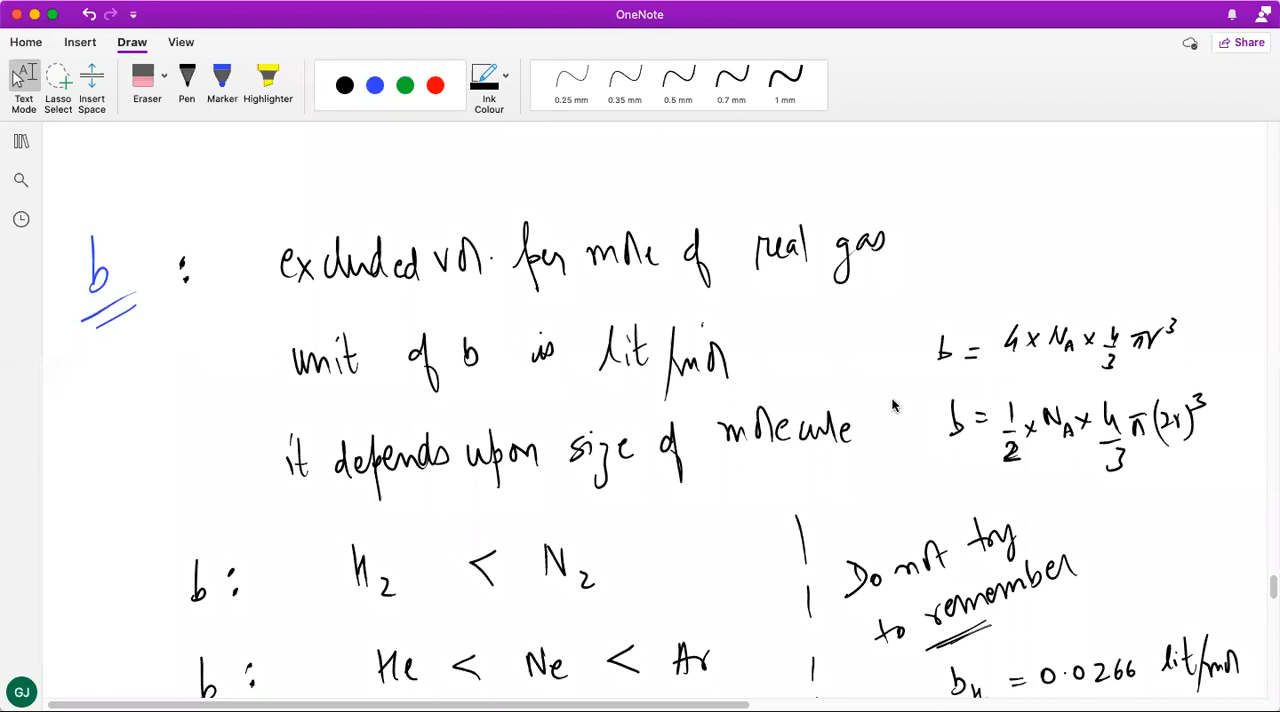 OneNote
Home Insert Draw View
Share
Text Mode
Lasso Select
Insert Space
Eraser
Pen
Marker
Highlighter
Ink Colour
0.25 mm 0.35 mm 0.5 mm 0.7 mm 1 mm
b : excluded vol. per mole of real gas
unit of b is lit/mol
b = 4 × N_A × 4/3 πr³
it depends upon size of molecule
b = 1/2 × N_A × 4/3 π(2r)³
b : H₂ < N₂
Do not try
to remember
b : He < Ne < Ar
b_H = 0.0266 lit/mol
GJ